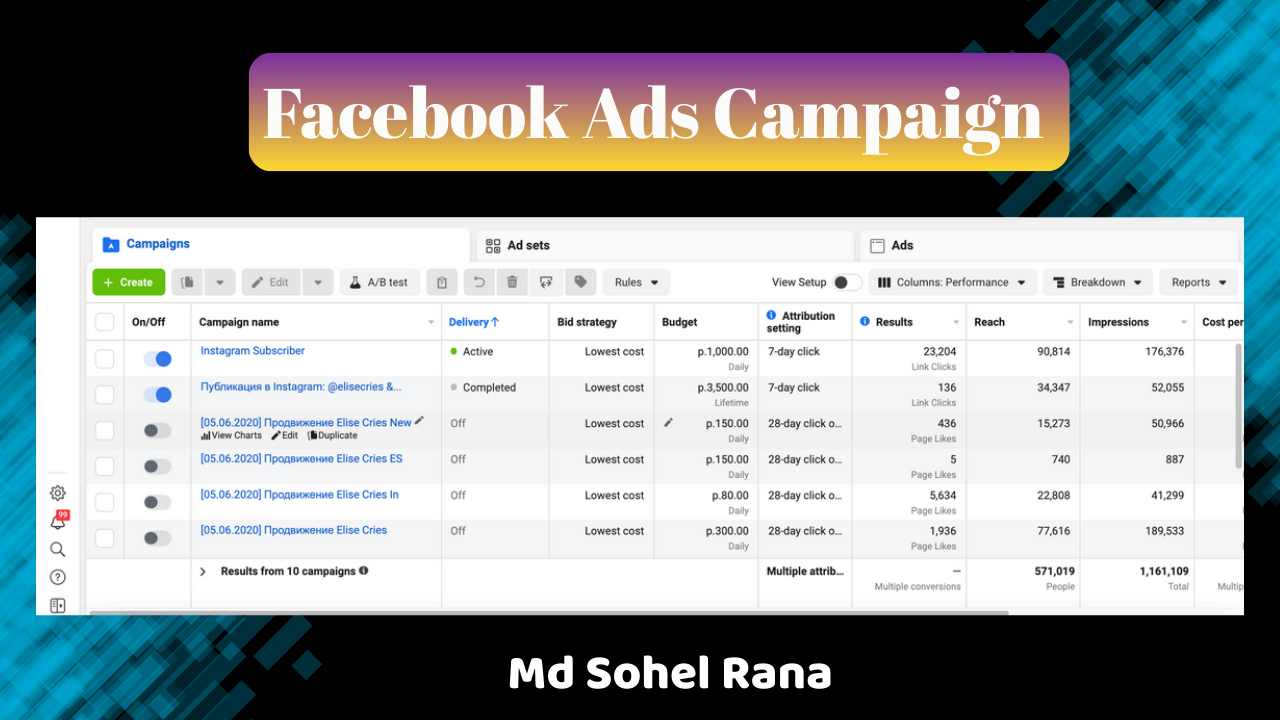 Facebook Ads Campaign
Campaigns Ad sets Ads
+ Create Edit A/B test Rules View Setup Columns: Performance Breakdown Reports
On/Off Campaign name Delivery↑ Bid strategy Budget Attribution setting Results Reach Impressions Cost per
Instagram Subscriber Active Lowest cost p.1,000.00 7-day click 23,204 90,814 176,376
Daily Link Clicks
Публикация в Instagram: @elisecries &... Completed Lowest cost p.3,500.00 7-day click 136 34,347 52,055
Lifetime Link Clicks
[05.06.2020] Продвижение Elise Cries New Off Lowest cost p.150.00 28-day click o... 436 15,273 50,966
View Charts Edit Duplicate Daily Page Likes
[05.06.2020] Продвижение Elise Cries ES Off Lowest cost p.150.00 28-day click o... 5 740 887
Daily Page Likes
[05.06.2020] Продвижение Elise Cries In Off Lowest cost p.80.00 28-day click o... 5,634 22,808 41,299
Daily Page Likes
[05.06.2020] Продвижение Elise Cries Off Lowest cost p.300.00 28-day click o... 1,936 77,616 189,533
Daily Page Likes
Results from 10 campaigns Multiple attrib... — 571,019 1,161,109
Multiple conversions People Total Multip
99
Md Sohel Rana